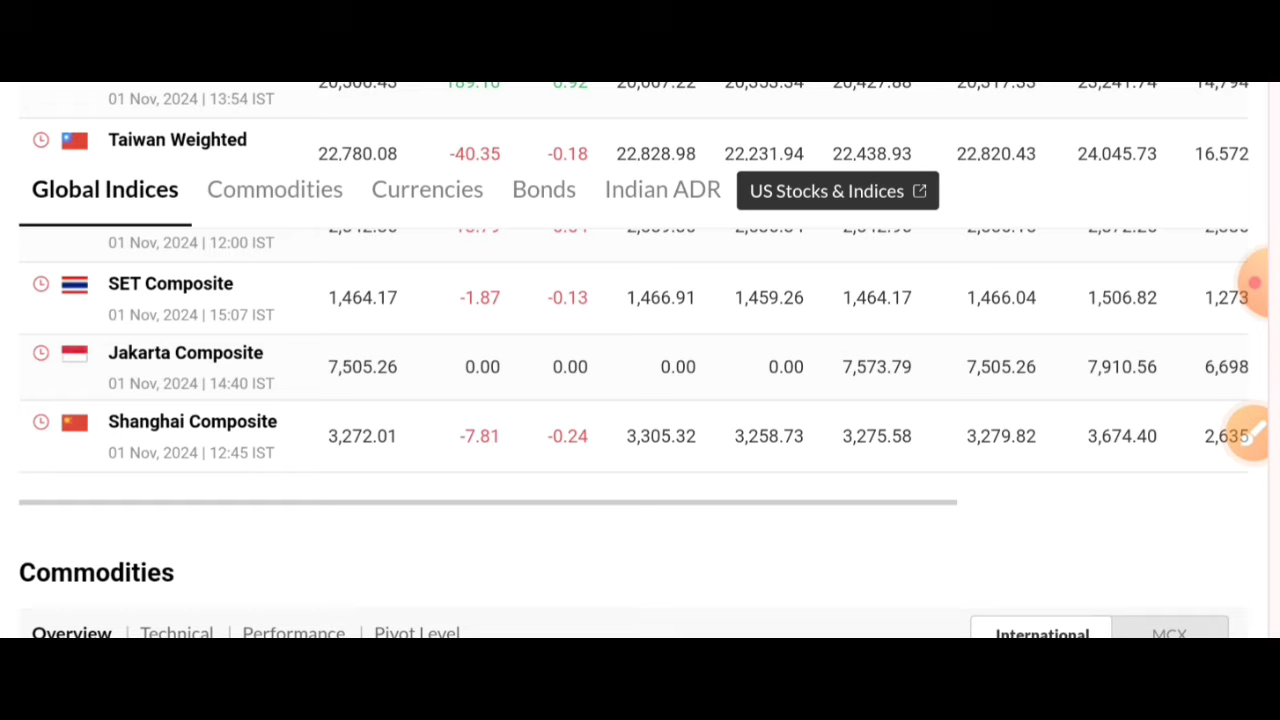 01 Nov, 2024 | 13:54 IST
Taiwan Weighted 22,780.08 -40.35 -0.18 22,828.98 22,231.94 22,438.93 22,820.43 24,045.73 16,572
Global Indices Commodities Currencies Bonds Indian ADR US Stocks & Indices
01 Nov, 2024 | 12:00 IST
SET Composite 1,464.17 -1.87 -0.13 1,466.91 1,459.26 1,464.17 1,466.04 1,506.82 1,273
01 Nov, 2024 | 15:07 IST
Jakarta Composite 7,505.26 0.00 0.00 0.00 0.00 7,573.79 7,505.26 7,910.56 6,698
01 Nov, 2024 | 14:40 IST
Shanghai Composite 3,272.01 -7.81 -0.24 3,305.32 3,258.73 3,275.58 3,279.82 3,674.40 2,635
01 Nov, 2024 | 12:45 IST
Commodities
Overview | Technical | Performance | Pivot Level International MCX